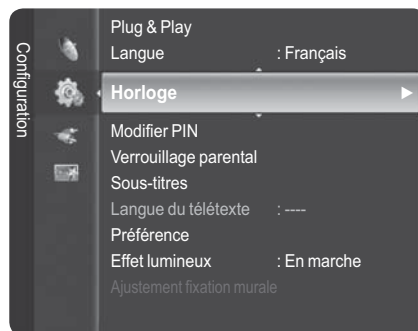 Configuration
Plug & Play
Langue : Français
Horloge
Modifier PIN
Verrouillage parental
Sous-titres
Langue du télétexte : ----
Préférence
Effet lumineux : En marche
Ajustement fixation murale